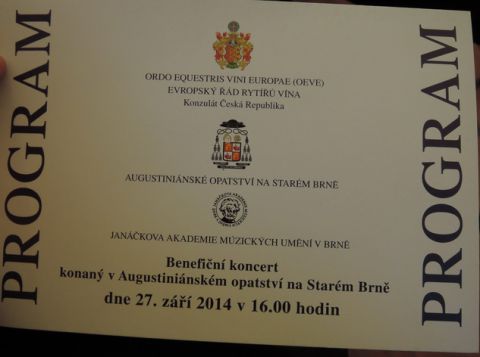 PROGRAM
ORDO EQUESTRIS VINI EUROPAE (OEVE)
EVROPSKÝ ŘÁD RYTÍŘŮ VÍNA
Konzulát Česká Republika
AUGUSTINIÁNSKÉ OPATSTVÍ NA STARÉM BRNĚ
JANÁČKOVA AKADEMIE MÚZICKÝCH UMĚNÍ V BRNĚ
Benefiční koncert
konaný v Augustiniánském opatství na Starém Brně
dne 27. září 2014 v 16.00 hodin
PROGRAM